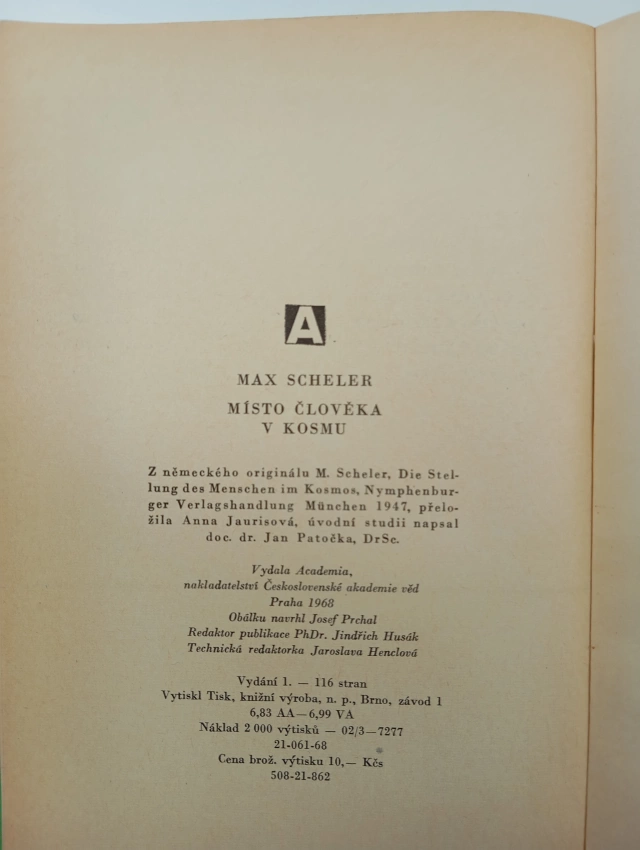 A
MAX SCHELER
MÍSTO ČLOVĚKA
V KOSMU
Z německého originálu M. Scheler, Die Stel-
lung des Menschen im Kosmos, Nymphenbur-
ger Verlagshandlung München 1947, přelo-
žila Anna Jaurisová, úvodní studii napsal
doc. dr. Jan Patočka, DrSc.
Vydala Academia,
nakladatelství Československé akademie věd
Praha 1968
Obálku navrhl Josef Prchal
Redaktor publikace PhDr. Jindřich Husák
Technická redaktorka Jaroslava Henclová
Vydání 1. — 116 stran
Vytiskl Tisk, knižní výroba, n. p., Brno, závod 1
6,83 AA—6,99 VA
Náklad 2 000 výtisků — 02/3—7277
21-061-68
Cena brož. výtisku 10,— Kčs
508-21-862